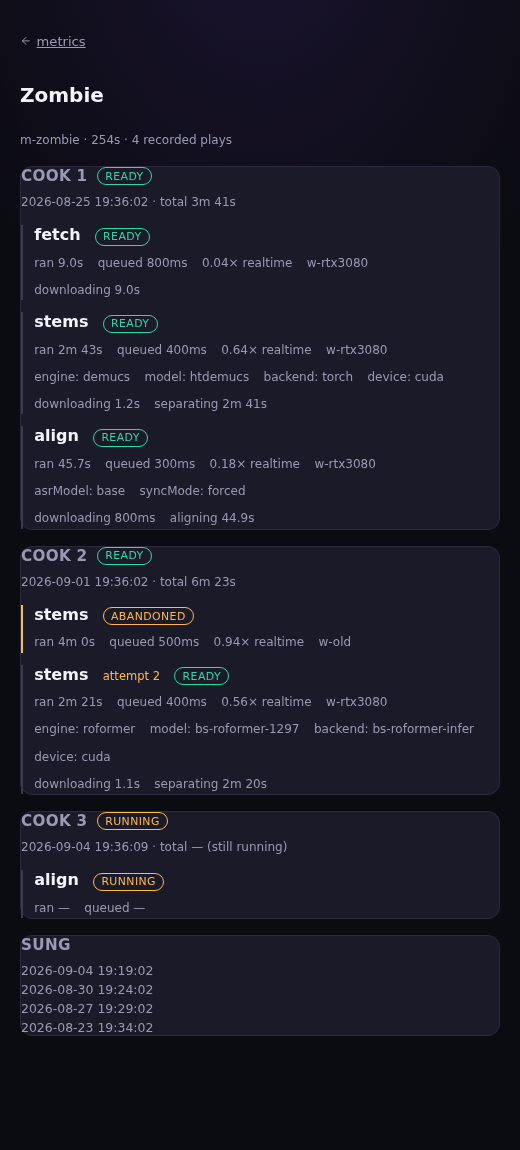 ← metrics
Zombie
m-zombie · 254s · 4 recorded plays
COOK 1 READY
2026-08-25 19:36:02 · total 3m 41s
fetch READY
ran 9.0s queued 800ms 0.04× realtime w-rtx3080
downloading 9.0s
stems READY
ran 2m 43s queued 400ms 0.64× realtime w-rtx3080
engine: demucs model: htdemucs backend: torch device: cuda
downloading 1.2s separating 2m 41s
align READY
ran 45.7s queued 300ms 0.18× realtime w-rtx3080
asrModel: base syncMode: forced
downloading 800ms aligning 44.9s
COOK 2 READY
2026-09-01 19:36:02 · total 6m 23s
stems ABANDONED
ran 4m 0s queued 500ms 0.94× realtime w-old
stems attempt 2 READY
ran 2m 21s queued 400ms 0.56× realtime w-rtx3080
engine: roformer model: bs-roformer-1297 backend: bs-roformer-infer
device: cuda
downloading 1.1s separating 2m 20s
COOK 3 RUNNING
2026-09-04 19:36:09 · total — (still running)
align RUNNING
ran — queued —
SUNG
2026-09-04 19:19:02
2026-08-30 19:24:02
2026-08-27 19:29:02
2026-08-23 19:34:02